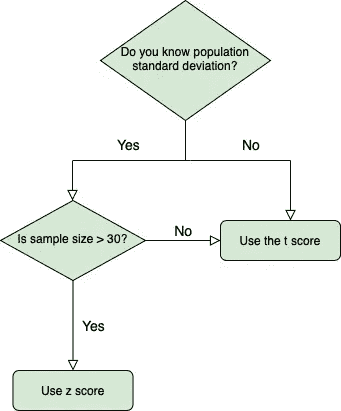 Do you know population
standard deviation?
Yes
No
Is sample size > 30?
No
Use the t score
Yes
Use z score